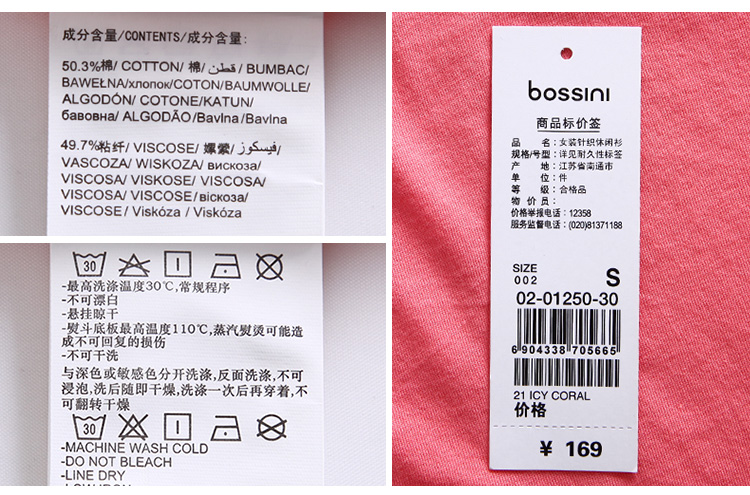 成分含量/CONTENTS/成分含量:
50.3%棉/ COTTON/ 棉/ قطن/ BUMBAC/
BAWEŁNA/хлопок/COTON/BAUMWOLLE/
ALGODÓN/ COTONE/KATUN/
бавовна/ ALGODÃO/Bavlna /Bavlna
49.7%粘纤/ VISCOSE/ 嫘縈/ فيسكوز/
VASCOZA/ WISKOZA/ вискоза/
VISCOSA/ VISKOSE/ VISCOSA/
VISCOSA/ VISCOSE/віскоза/
VISCOSE/ Viskóza / Viskóza
30
-最高洗涤温度30℃,常规程序
-不可漂白
-悬挂晾干
-熨斗底板最高温度110℃,蒸汽熨烫可能造
成不可回复的损伤
-不可干洗
与深色或敏感色分开洗涤,反面洗涤,不可
浸泡,洗后随即干燥,洗涤一次后再穿着,不
可翻转干燥
30
-MACHINE WASH COLD
-DO NOT BLEACH
-LINE DRY
bossini
商品标价签
品 名: 女装针织休闲衫
规格/号型: 详见耐久性标签
产 地: 江苏省南通市
单 位: 件
等 级: 合格品
物 价 员:
价格举报电话: 12358
服务监督电话: (020)81371188
SIZE
002 S
02-01250-30
6 904338 705665
21 ICY CORAL
价格
¥ 169